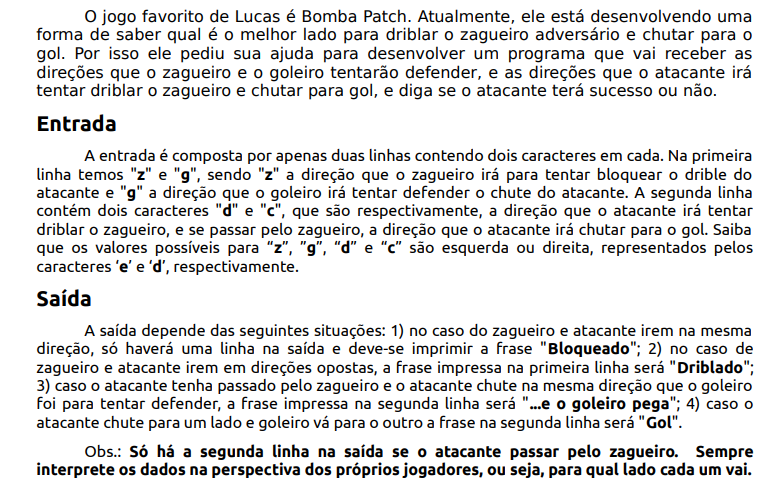 O jogo favorito de Lucas é Bomba Patch. Atualmente, ele está desenvolvendo uma
forma de saber qual é o melhor lado para driblar o zagueiro adversário e chutar para o
gol. Por isso ele pediu sua ajuda para desenvolver um programa que vai receber as
direções que o zagueiro e o goleiro tentarão defender, e as direções que o atacante irá
tentar driblar o zagueiro e chutar para gol, e diga se o atacante terá sucesso ou não.
Entrada
A entrada é composta por apenas duas linhas contendo dois caracteres em cada. Na primeira
linha temos "z" e "g", sendo "z" a direção que o zagueiro irá para tentar bloquear o drible do
atacante e "g" a direção que o goleiro irá tentar defender o chute do atacante. A segunda linha
contém dois caracteres "d" e "c", que são respectivamente, a direção que o atacante irá tentar
driblar o zagueiro, e se passar pelo zagueiro, a direção que o atacante irá chutar para o gol. Saiba
que os valores possíveis para “z”, ”g”, “d” e “c” são esquerda ou direita, representados pelos
caracteres ‘e’ e ‘d’, respectivamente.
Saída
A saída depende das seguintes situações: 1) no caso do zagueiro e atacante irem na mesma
direção, só haverá uma linha na saída e deve-se imprimir a frase "Bloqueado"; 2) no caso de
zagueiro e atacante irem em direções opostas, a frase impressa na primeira linha será "Driblado";
3) caso o atacante tenha passado pelo zagueiro e o atacante chute na mesma direção que o goleiro
foi para tentar defender, a frase impressa na segunda linha será "...e o goleiro pega"; 4) caso o
atacante chute para um lado e goleiro vá para o outro a frase na segunda linha será "Gol".
Obs.: Só há a segunda linha na saída se o atacante passar pelo zagueiro. Sempre
interprete os dados na perspectiva dos próprios jogadores, ou seja, para qual lado cada um vai.